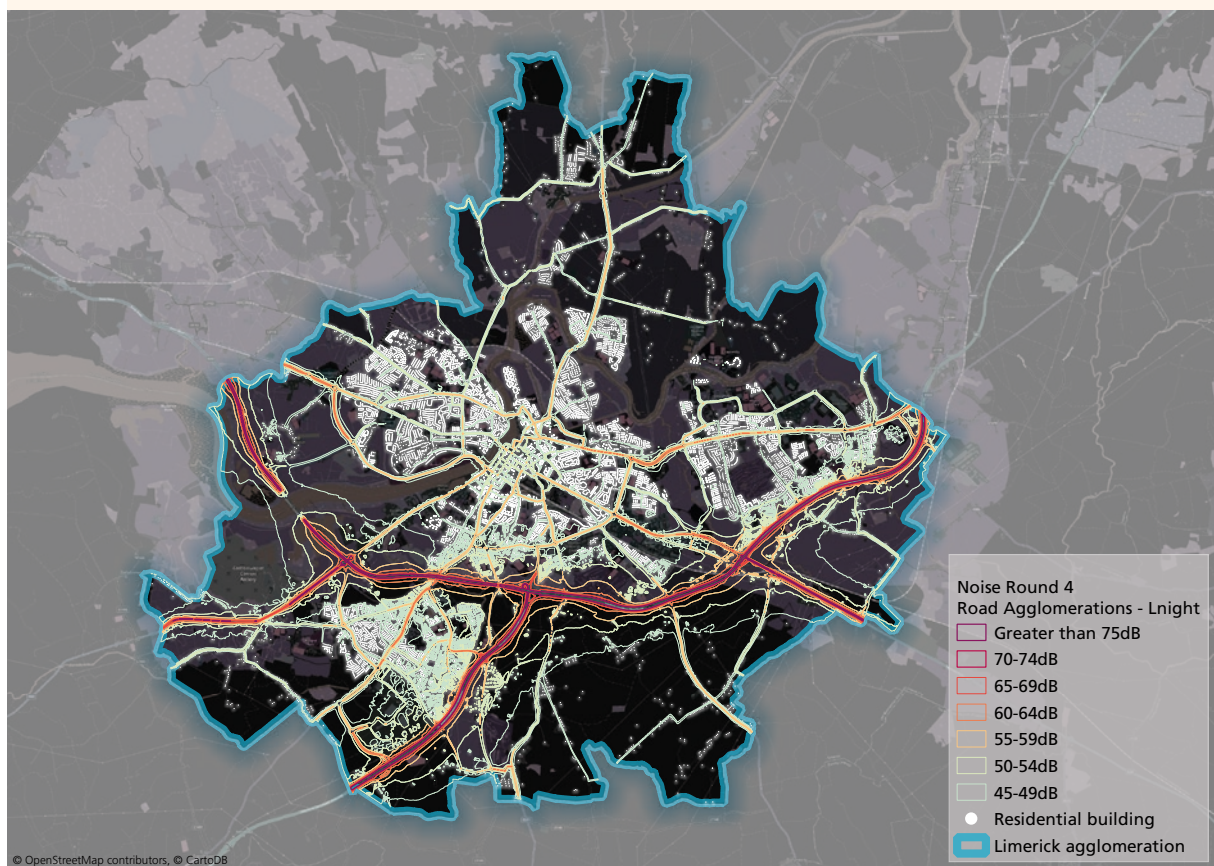 Noise Round 4
Road Agglomerations - Lnight
Greater than 75dB
70-74dB
65-69dB
60-64dB
55-59dB
50-54dB
45-49dB
Residential building
Limerick agglomeration
© OpenStreetMap contributors, © CartoDB